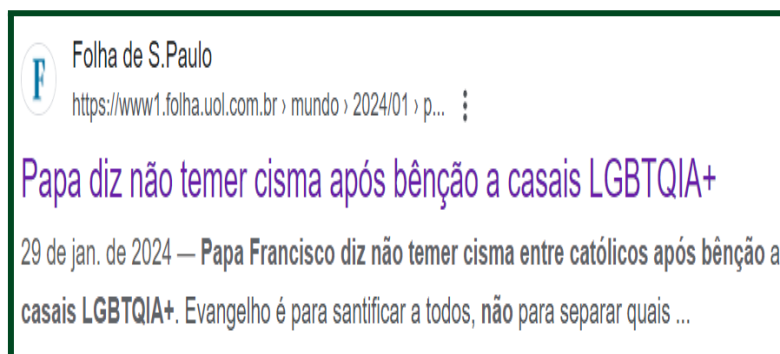 Folha de S.Paulo
F
https://www1.folha.uol.com.br › mundo › 2024/01 › p...
Papa diz não temer cisma após bênção a casais LGBTQIA+
29 de jan. de 2024 — Papa Francisco diz não temer cisma entre católicos após bênção a
casais LGBTQIA+. Evangelho é para santificar a todos, não para separar quais ...